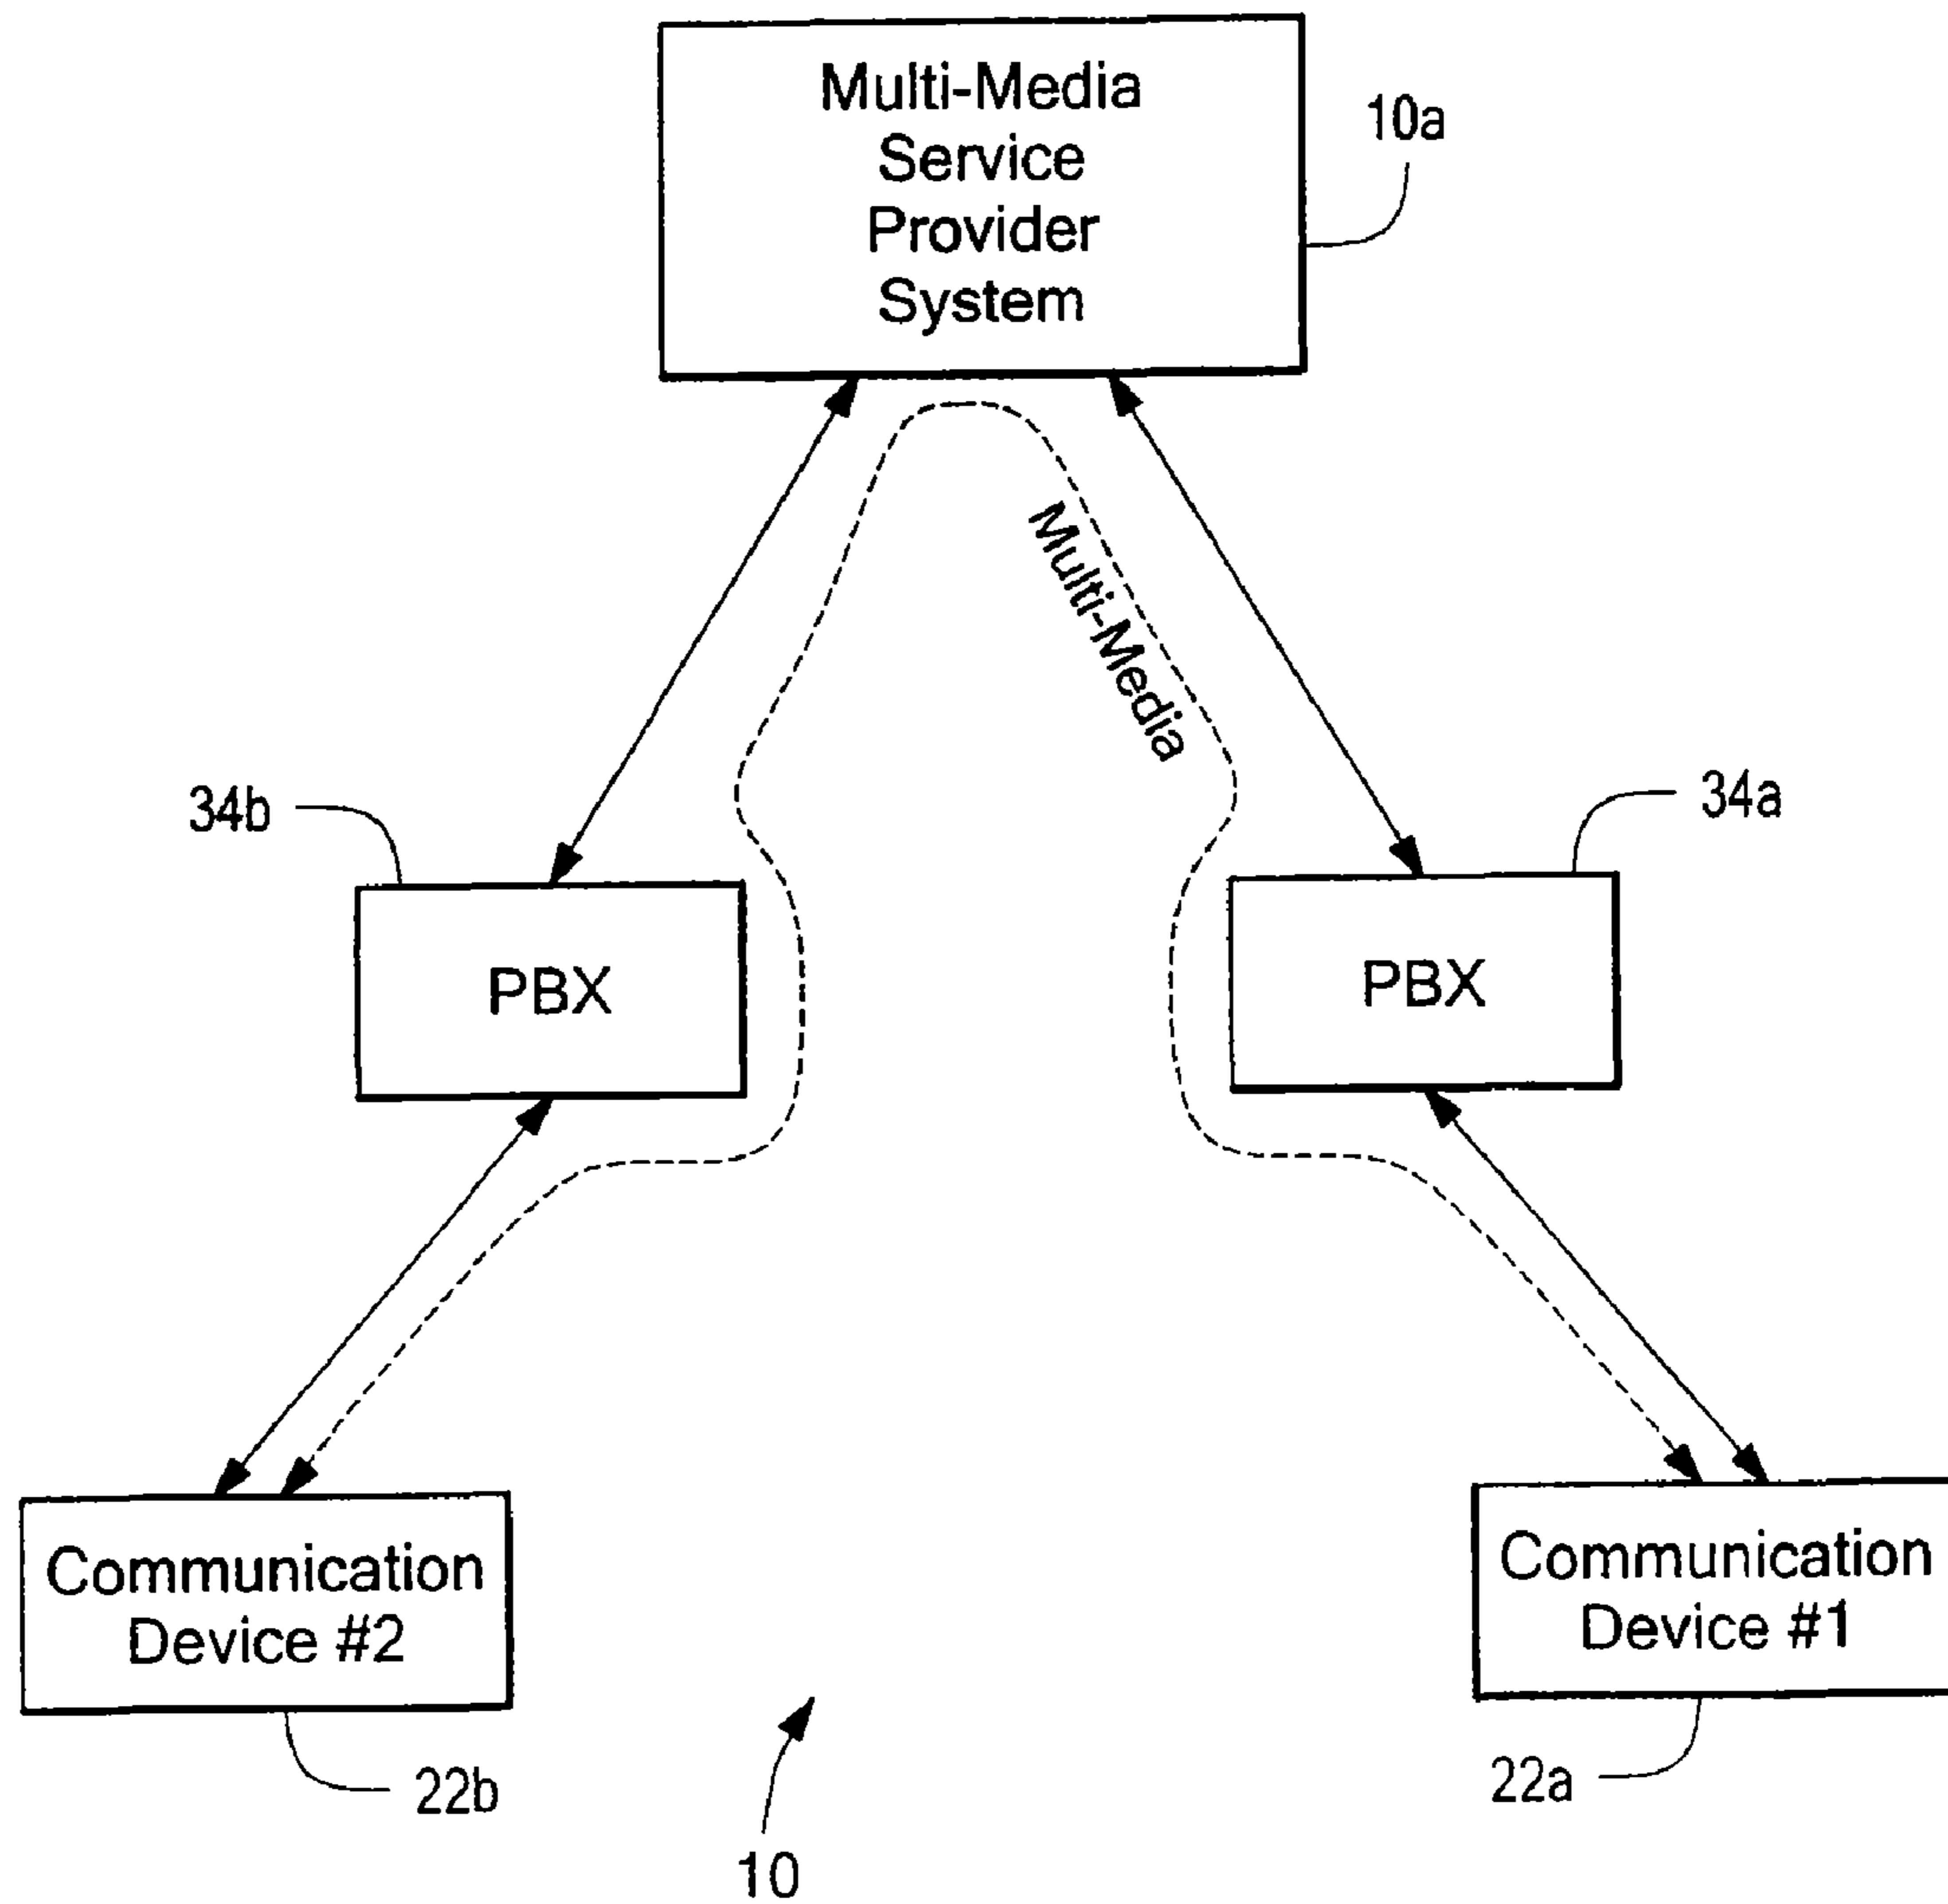 Multi-Media
Service
Provider
System
10a
Multi-Media
34b
34a
PBX
PBX
Communication
Device #2
Communication
Device #1
22b
22a
10